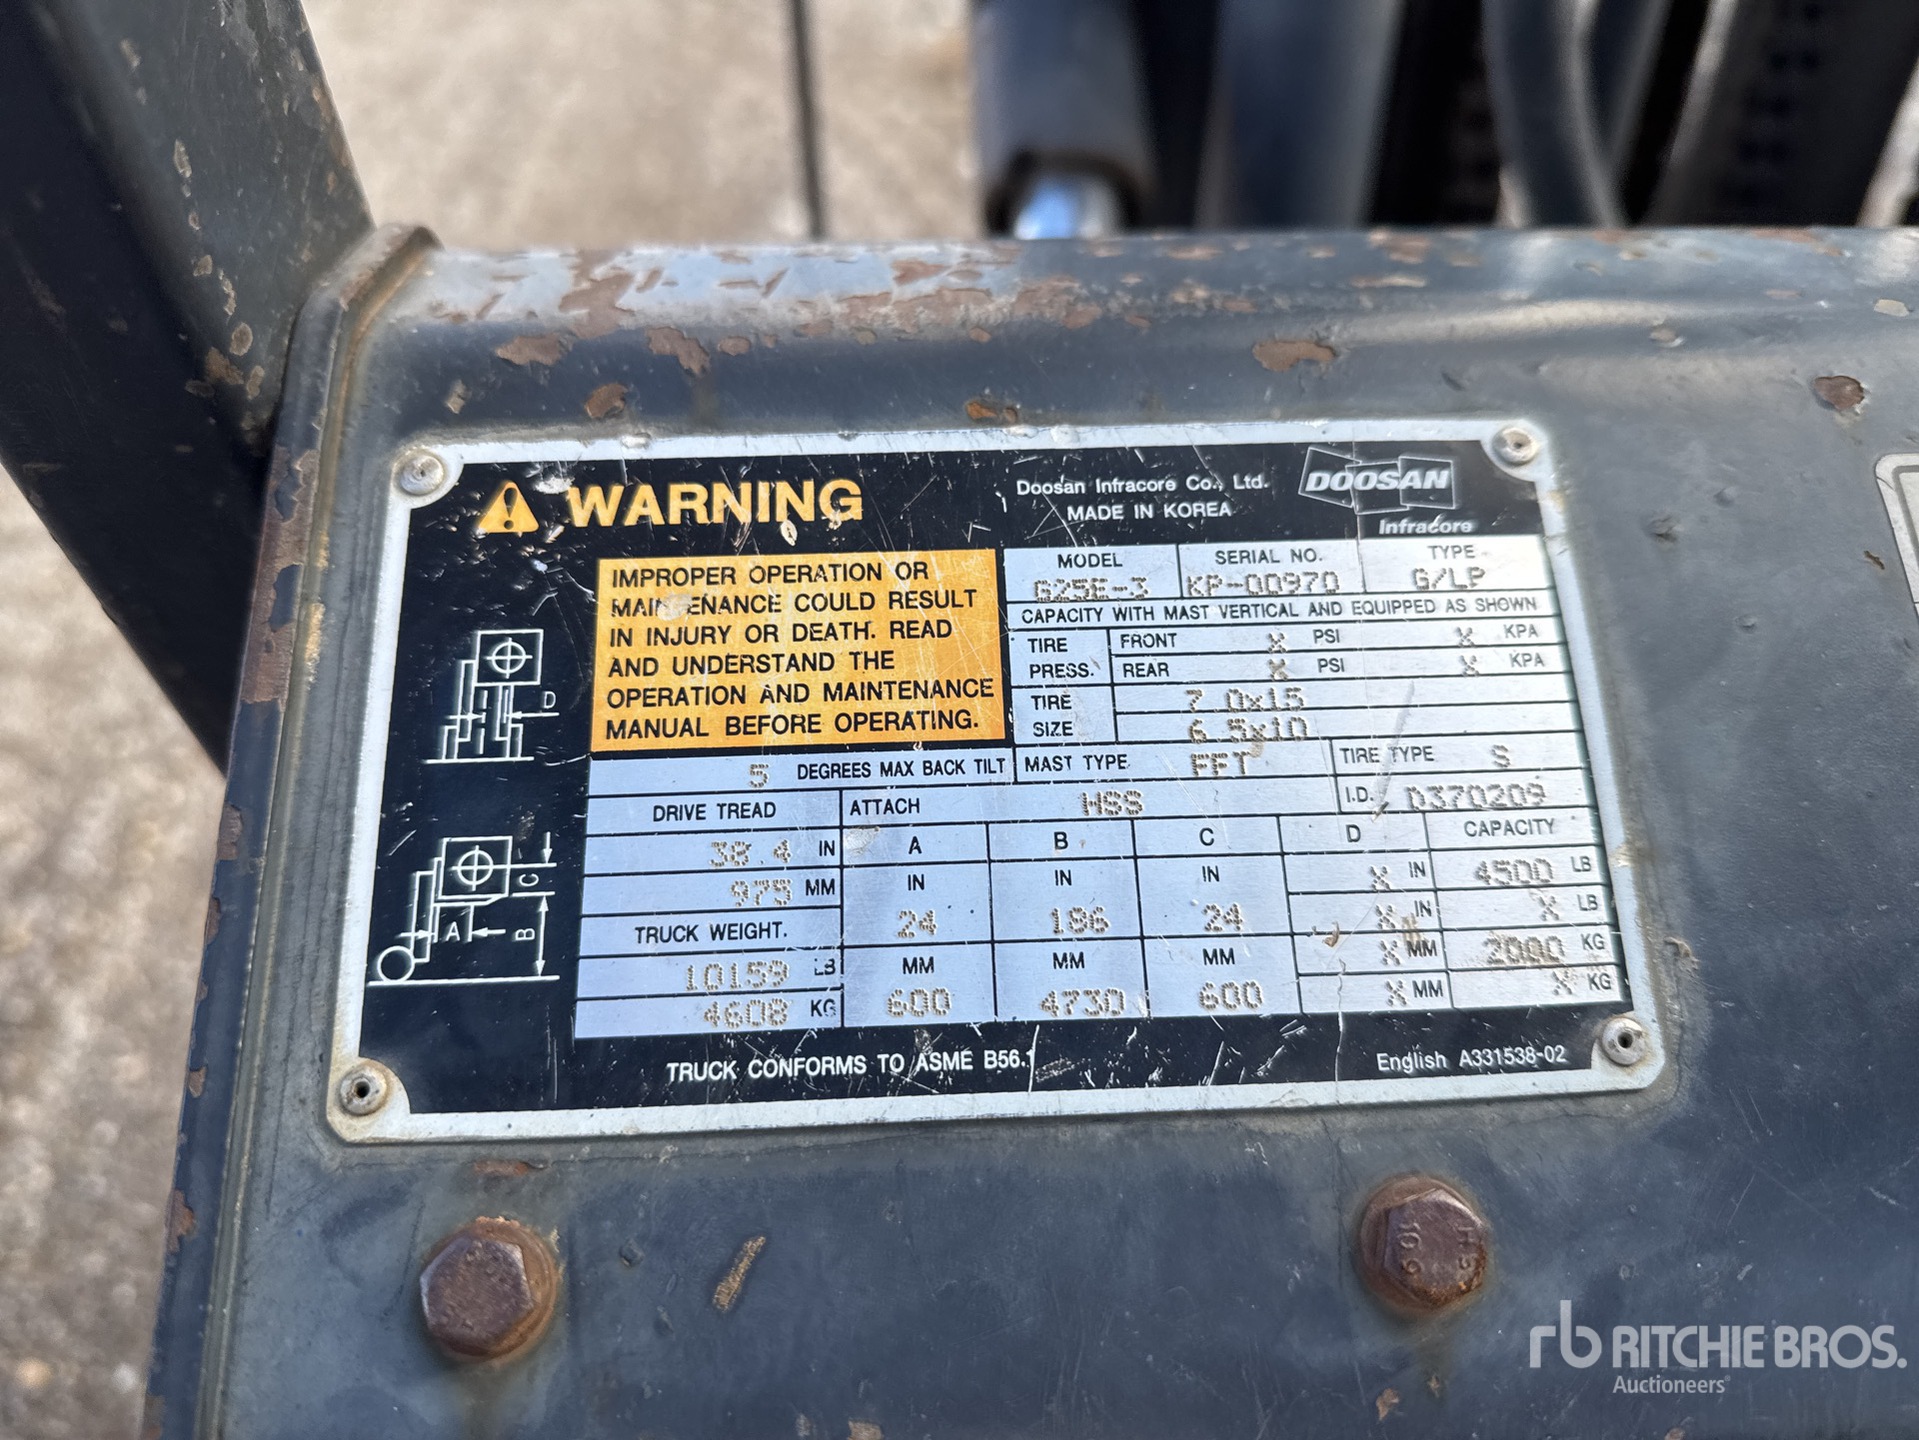 WARNING
Doosan Infracore Co., Ltd.
MADE IN KOREA
DOOSAN
Infracore
IMPROPER OPERATION OR
MAINTENANCE COULD RESULT
IN INJURY OR DEATH. READ
AND UNDERSTAND THE
OPERATION AND MAINTENANCE
MANUAL BEFORE OPERATING.
MODEL SERIAL NO. TYPE
G25E-3 KP-00970 G/LP
CAPACITY WITH MAST VERTICAL AND EQUIPPED AS SHOWN
TIRE PRESS. FRONT X PSI X KPA
REAR X PSI X KPA
TIRE SIZE 7.0x15
6.5x10
5 DEGREES MAX BACK TILT MAST TYPE FFT TIRE TYPE S
DRIVE TREAD ATTACH HSS I.D. D370209
38.4 IN A B C D CAPACITY
975 MM IN IN IN X IN 4500 LB
TRUCK WEIGHT. 24 186 24 X IN X LB
10159 LB MM MM MM X MM 2000 KG
4608 KG 600 4730 600 X MM X KG
D
C
A
B
TRUCK CONFORMS TO ASME B56.1
English A331538-02
10.9
rb RITCHIE BROS.
Auctioneers